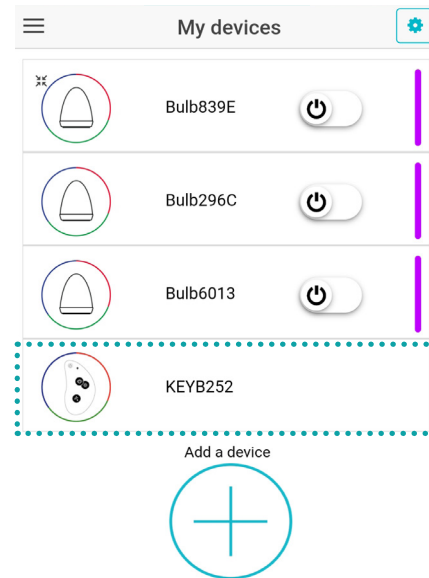 My devices
Bulb839E
Bulb296C
Bulb6013
KEYB252
Add a device